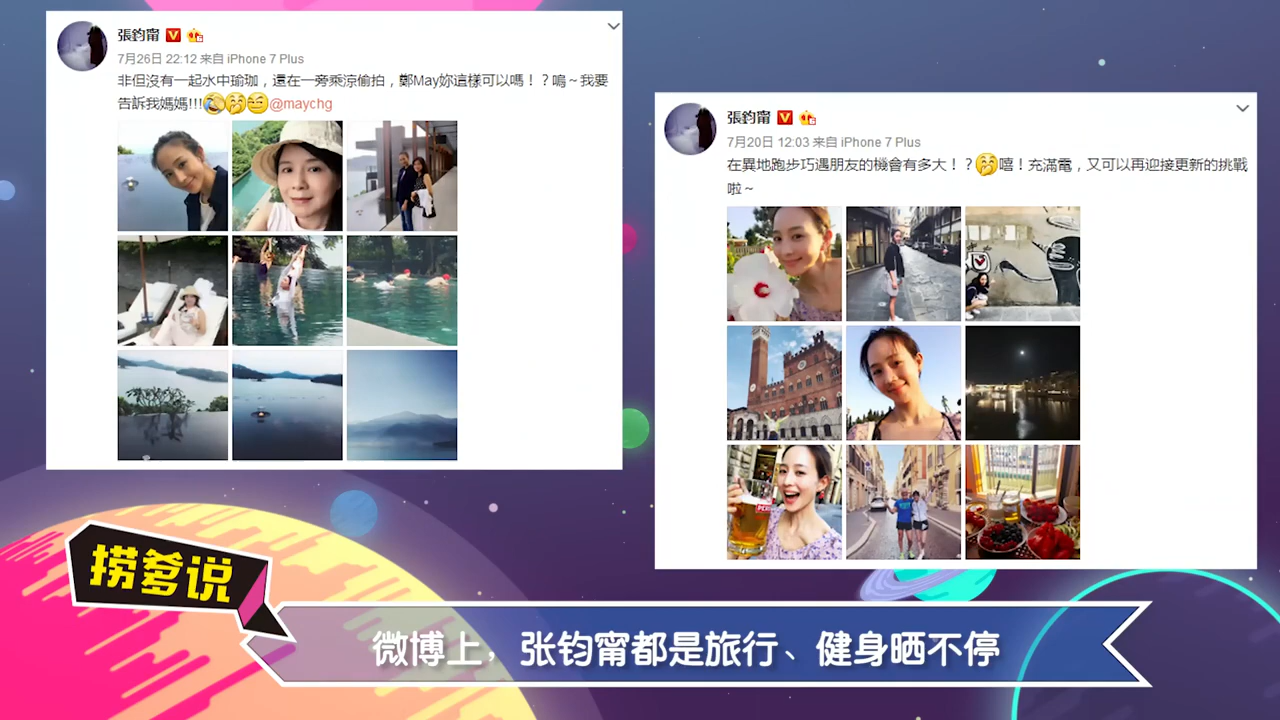 張鈞甯
7月26日 22:12 来自 iPhone 7 Plus
非但沒有一起水中瑜珈，還在一旁乘涼偷拍，鄭May妳這樣可以嗎！？嗚～我要
告訴我媽媽!!!@maychg
張鈞甯
7月20日 12:03 来自 iPhone 7 Plus
在異地跑步巧遇朋友的機會有多大！？嘻！充滿電，又可以再迎接更新的挑戰
啦～
捞爹说
微博上，张钧甯都是旅行、健身晒不停